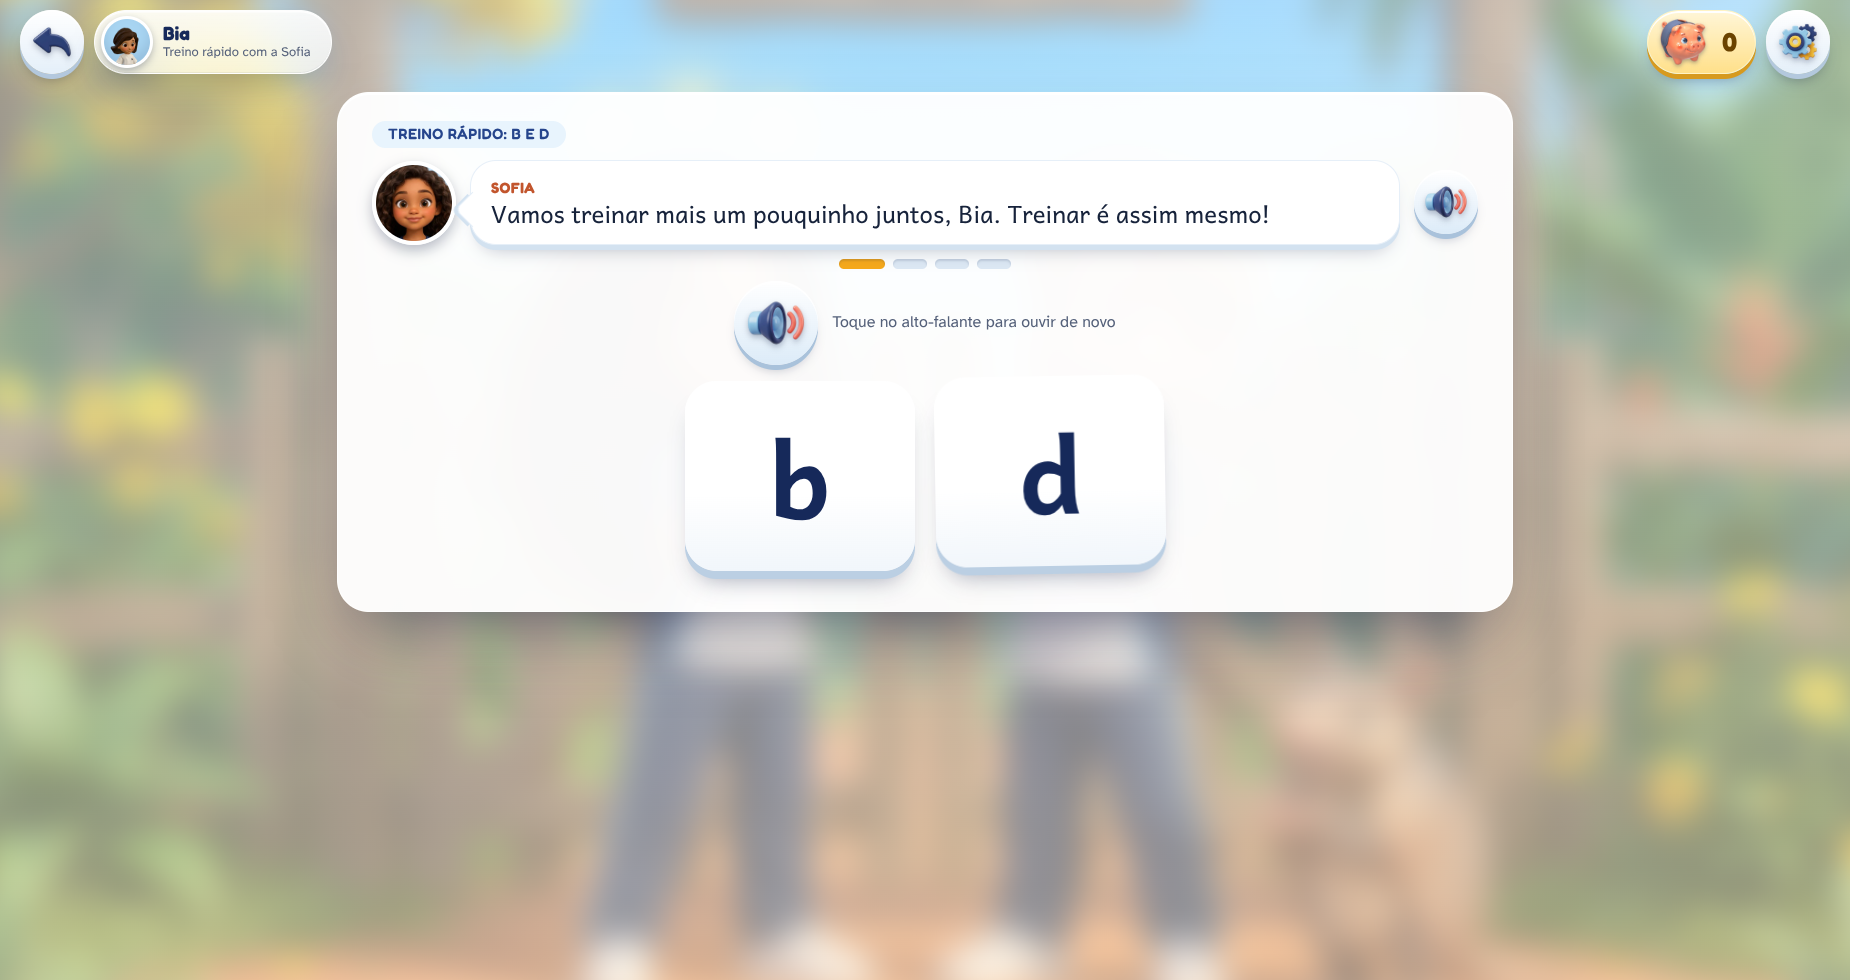 Bia
Treino rápido com a Sofia
0
TREINO RÁPIDO: B E D
SOFIA
Vamos treinar mais um pouquinho juntos, Bia. Treinar é assim mesmo!
Toque no alto-falante para ouvir de novo
b
d